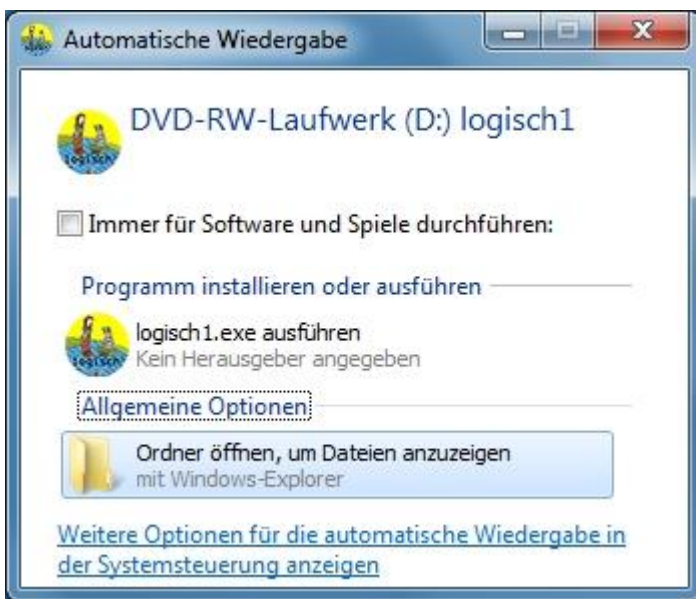 Automatische Wiedergabe
DVD-RW-Laufwerk (D:) logisch1
logisch
Immer für Software und Spiele durchführen:
Programm installieren oder ausführen
logisch1.exe ausführen
Kein Herausgeber angegeben
logisch
Allgemeine Optionen
Ordner öffnen, um Dateien anzuzeigen
mit Windows-Explorer
Weitere Optionen für die automatische Wiedergabe in
der Systemsteuerung anzeigen